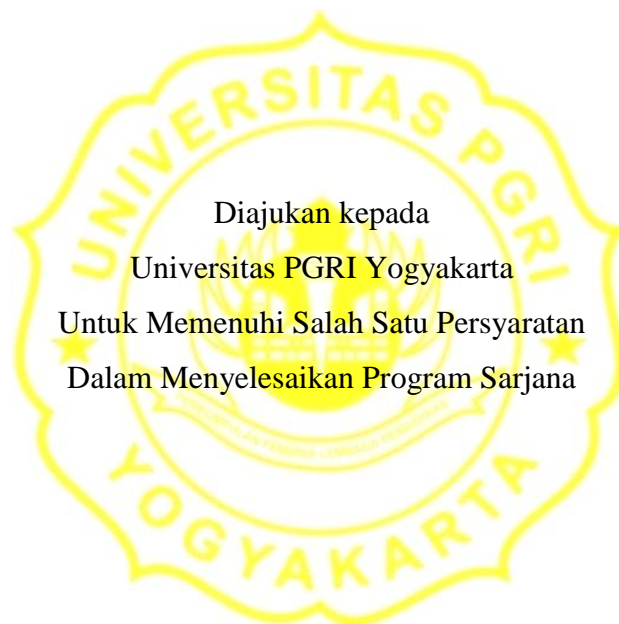 UNIVERSITAS PGRI
Diajukan kepada
Universitas PGRI Yogyakarta
Untuk Memenuhi Salah Satu Persyaratan
Dalam Menyelesaikan Program Sarjana
YOGYAKARTA